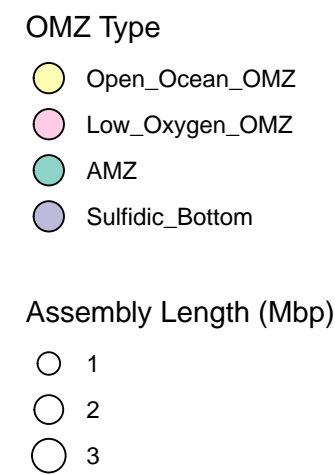 OMZ Type
Open_Ocean_OMZ
Low_Oxygen_OMZ
AMZ
Sulfidic_Bottom
Assembly Length (Mbp)
1
2
3